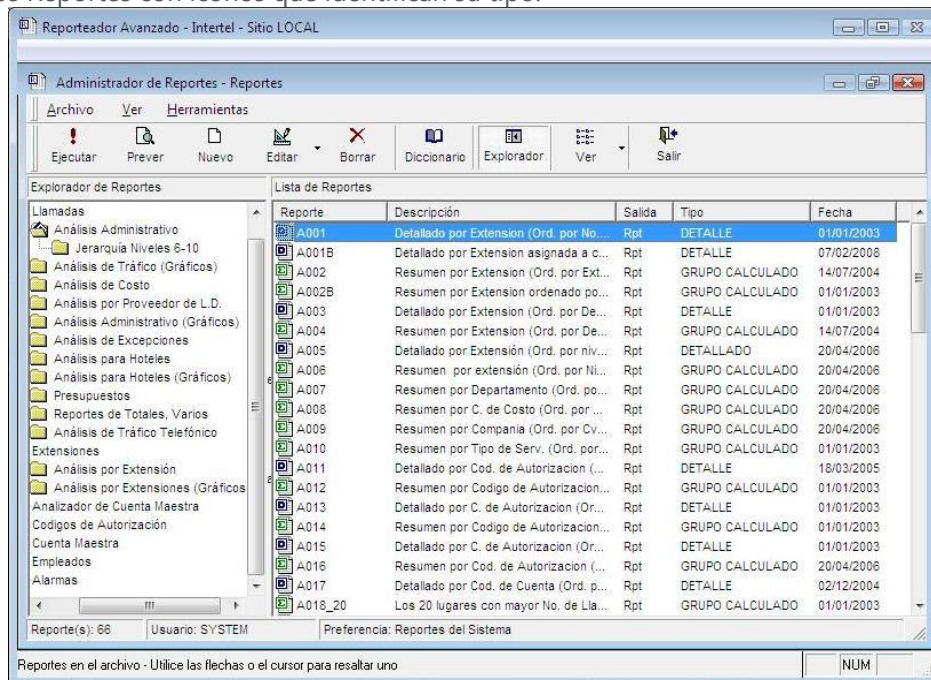 Reporteador Avanzado - Intertel - Sitio LOCAL
Administrador de Reportes - Reportes
Archivo Ver Herramientas
Ejecutar Prever Nuevo Editar Borrar Diccionario Explorador Ver Salir
Explorador de Reportes
Llamadas
Análisis Administrativo
Jerarquía Niveles 6-10
Análisis de Tráfico (Gráficos)
Análisis de Costo
Análisis por Proveedor de L.D.
Análisis Administrativo (Gráficos)
Análisis de Excepciones
Análisis para Hoteles
Análisis para Hoteles (Gráficos)
Presupuestos
Reportes de Totales, Varios
Análisis de Tráfico Telefónico
Extensiones
Análisis por Extensión
Análisis por Extensiones (Gráficos
Analizador de Cuenta Maestra
Codigos de Autorización
Cuenta Maestra
Empleados
Alarmas
Lista de Reportes
Reporte Descripción Salida Tipo Fecha
A001 Detallado por Extension (Ord. por No.... Rpt DETALLE 01/01/2003
A001B Detallado por Extension asignada a c... Rpt DETALLE 07/02/2008
A002 Resumen por Extension (Ord. por Ext... Rpt GRUPO CALCULADO 14/07/2004
A002B Resumen por Extension ordenado po... Rpt GRUPO CALCULADO 01/01/2003
A003 Detallado por Extension (Ord. por De... Rpt DETALLE 01/01/2003
A004 Resumen por Extension (Ord. por De... Rpt GRUPO CALCULADO 14/07/2004
A005 Detallado por Extensión (Ord. por niv... Rpt DETALLADO 20/04/2006
A006 Resumen por extensión (Ord. por Ni... Rpt GRUPO CALCULADO 20/04/2006
A007 Resumen por Departamento (Ord. po... Rpt GRUPO CALCULADO 20/04/2006
A008 Resumen por C. de Costo (Ord. por ... Rpt GRUPO CALCULADO 20/04/2006
A009 Resumen por Compania (Ord. por Cv... Rpt GRUPO CALCULADO 20/04/2006
A010 Resumen por Tipo de Serv. (Ord. por... Rpt GRUPO CALCULADO 01/01/2003
A011 Detallado por Cod. de Autorizacion (... Rpt DETALLE 18/03/2005
A012 Resumen por Codigo de Autorizacion... Rpt GRUPO CALCULADO 01/01/2003
A013 Detallado por C. de Autorizacion (Or... Rpt DETALLE 01/01/2003
A014 Resumen por Codigo de Autorizacion... Rpt GRUPO CALCULADO 01/01/2003
A015 Detallado por C. de Autorizacion (Or... Rpt DETALLE 01/01/2003
A016 Resumen por Cod. de Autorizacion (... Rpt GRUPO CALCULADO 20/04/2006
A017 Detallado por Cod. de Cuenta (Ord. p... Rpt DETALLE 02/12/2004
A018_20 Los 20 lugares con mayor No. de Lla... Rpt GRUPO CALCULADO 01/01/2003
Reporte(s): 66 Usuario: SYSTEM Preferencia: Reportes del Sistema
Reportes en el archivo - Utilice las flechas o el cursor para resaltar uno NUM